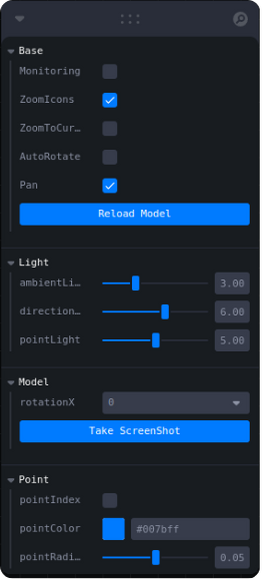 Base
Monitoring
ZoomIcons
ZoomToCur…
AutoRotate
Pan
Reload Model
Light
ambientLi…
3.00
direction…
6.00
pointLight
5.00
Model
rotationX
0
Take ScreenShot
Point
pointIndex
pointColor
#007bff
pointRadi…
0.05